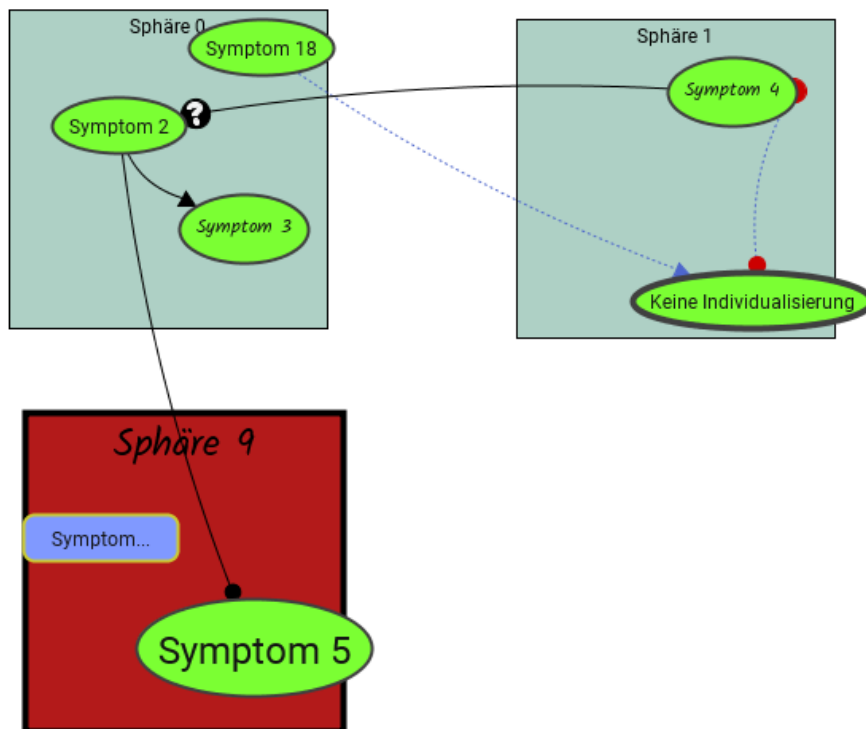 Sphäre 0
Symptom 18
Sphäre 1
Symptom 4
?
Symptom 2
Symptom 3
Keine Individualisierung
Sphäre 9
Symptom...
Symptom 5